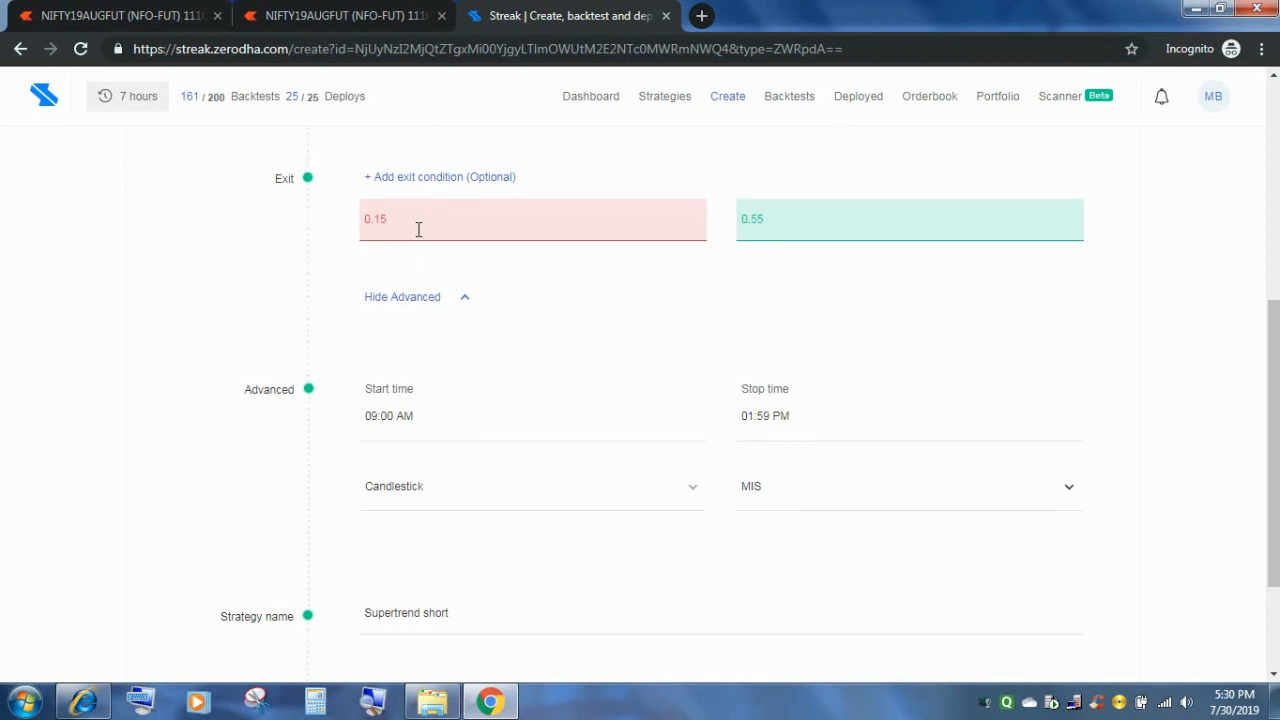 NIFTY19AUGFUT (NFO-FUT) 1110
NIFTY19AUGFUT (NFO-FUT) 1110
Streak | Create, backtest and dep
https://streak.zerodha.com/create?id=NjUyNzI2MjQtZTgxMi00YjgyLTlmOWUtM2E2NTc0MWRmNWQ4&type=ZWRpdA==
Incognito
7 hours
161 / 200 Backtests 25 / 25 Deploys
Dashboard
Strategies
Create
Backtests
Deployed
Orderbook
Portfolio
Scanner Beta
MB
Exit
+ Add exit condition (Optional)
0.15
0.55
Hide Advanced
Advanced
Start time
Stop time
09:00 AM
01:59 PM
Candlestick
MIS
Strategy name
Supertrend short
5:30 PM
7/30/2019